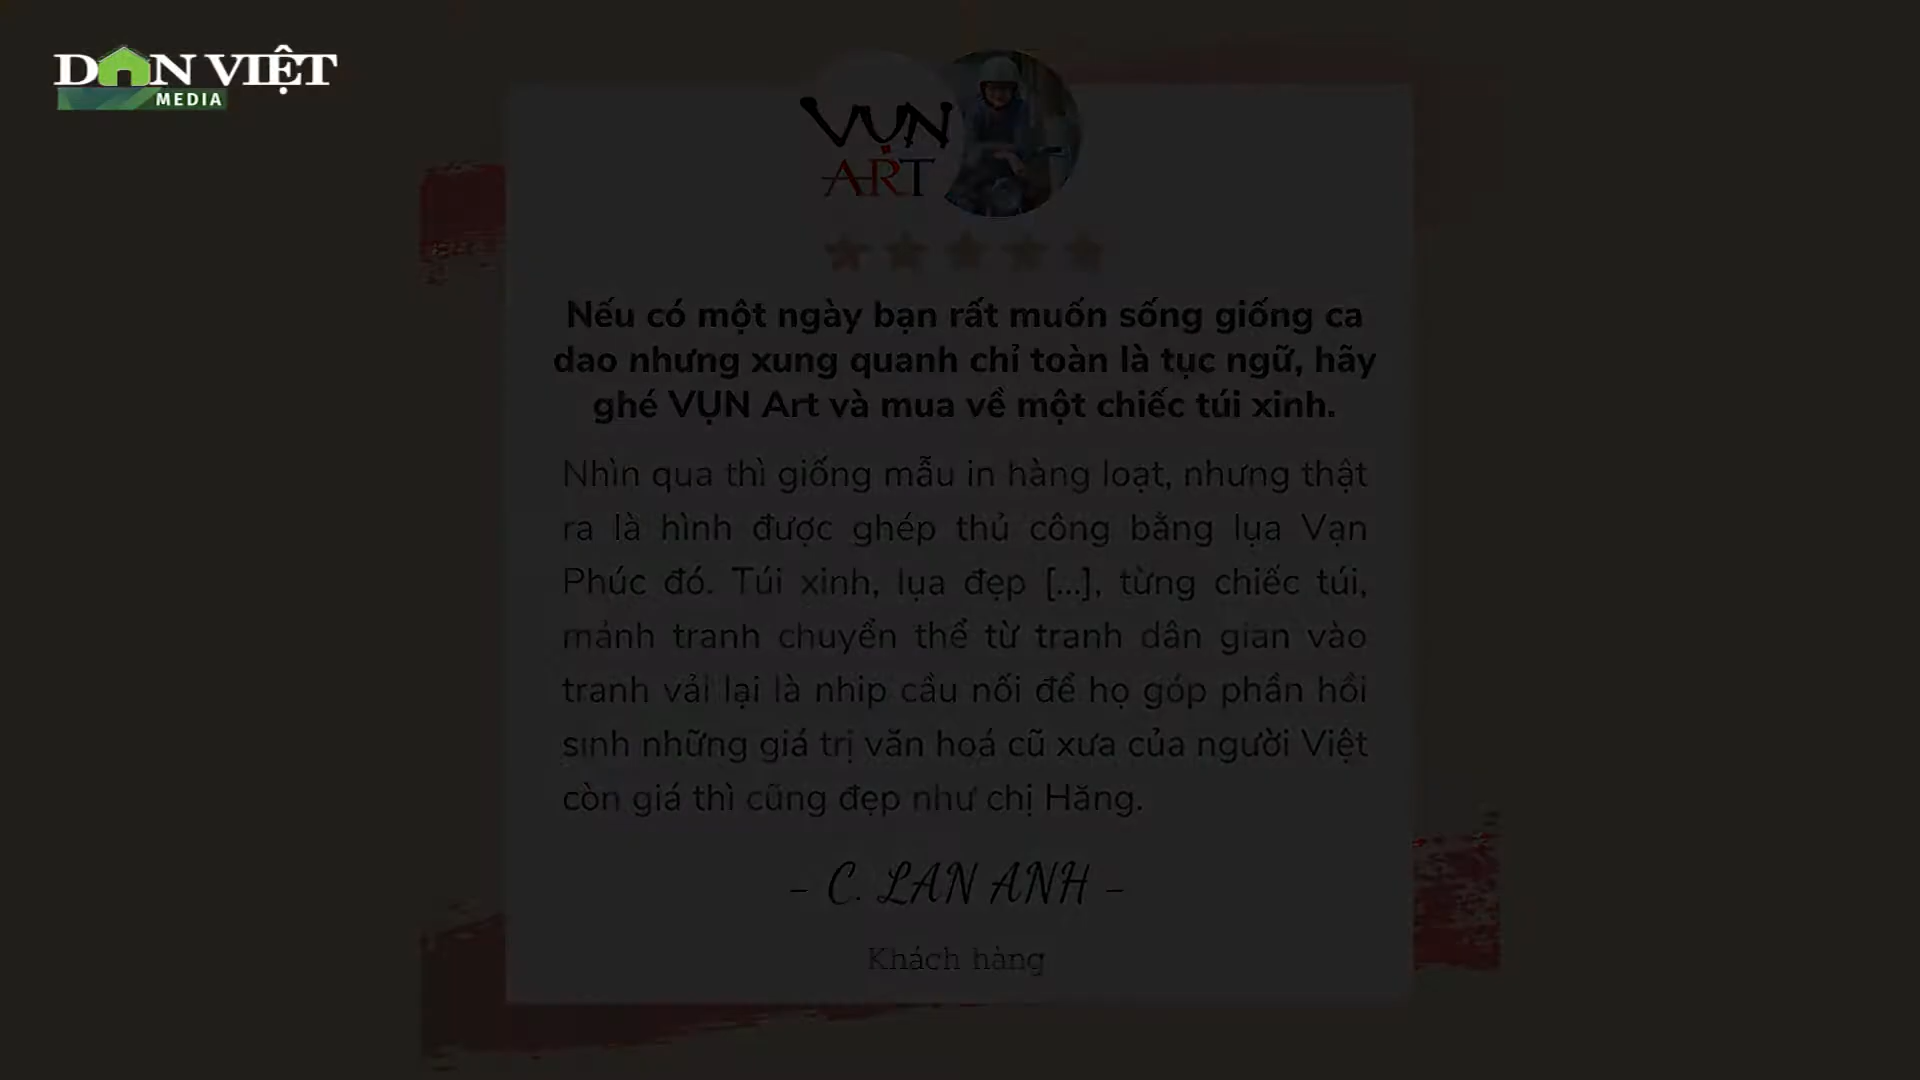 DÂN VIỆT
MEDIA
VỤN
ART
Nếu có một ngày bạn rất muốn sống giống ca
dao nhưng xung quanh chỉ toàn là tục ngữ, hãy
ghé VỤN Art và mua về một chiếc túi xinh.
Nhìn qua thì giống mẫu in hàng loạt, nhưng thật
ra là hình được ghép thủ công bằng lụa Vạn
Phúc đó. Túi xinh, lụa đẹp [...], từng chiếc túi,
mảnh tranh chuyển thể từ tranh dân gian vào
tranh vải lại là nhip cầu nối để họ góp phần hồi
sinh những giá trị văn hoá cũ xưa của người Việt
còn giá thì cũng đẹp như chị Hằng.
- C. LAN ANH -
Khách hàng